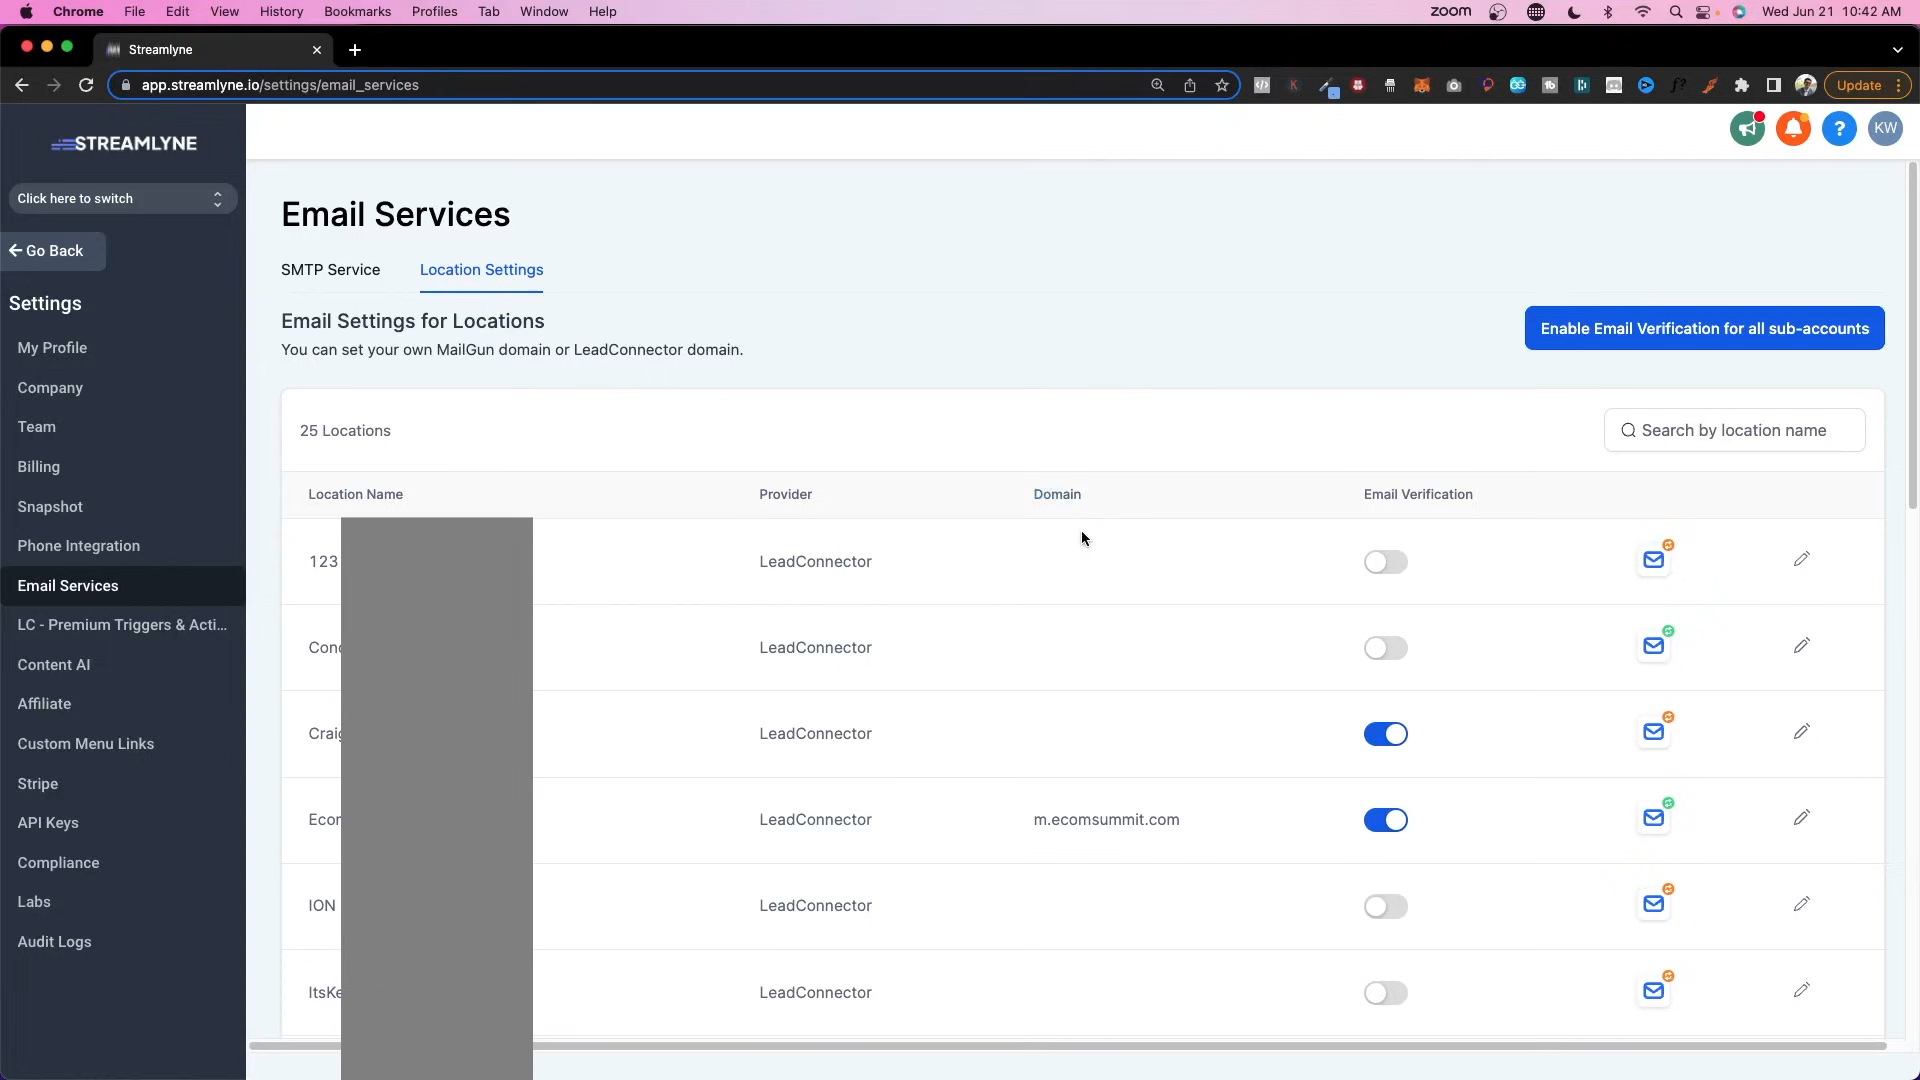 Chrome File Edit View History Bookmarks Profiles Tab Window Help
zoom Wed Jun 21 10:42 AM
Streamlyne
app.streamlyne.io/settings/email_services
Update
STREAMLYNE
KW
Click here to switch
Go Back
Settings
My Profile
Company
Team
Billing
Snapshot
Phone Integration
Email Services
LC - Premium Triggers & Acti...
Content AI
Affiliate
Custom Menu Links
Stripe
API Keys
Compliance
Labs
Audit Logs
Email Services
SMTP Service Location Settings
Email Settings for Locations
You can set your own MailGun domain or LeadConnector domain.
Enable Email Verification for all sub-accounts
25 Locations
Search by location name
Location Name Provider Domain Email Verification
123 LeadConnector
LeadConnector
LeadConnector
LeadConnector m.ecomsummit.com
ION LeadConnector
LeadConnector